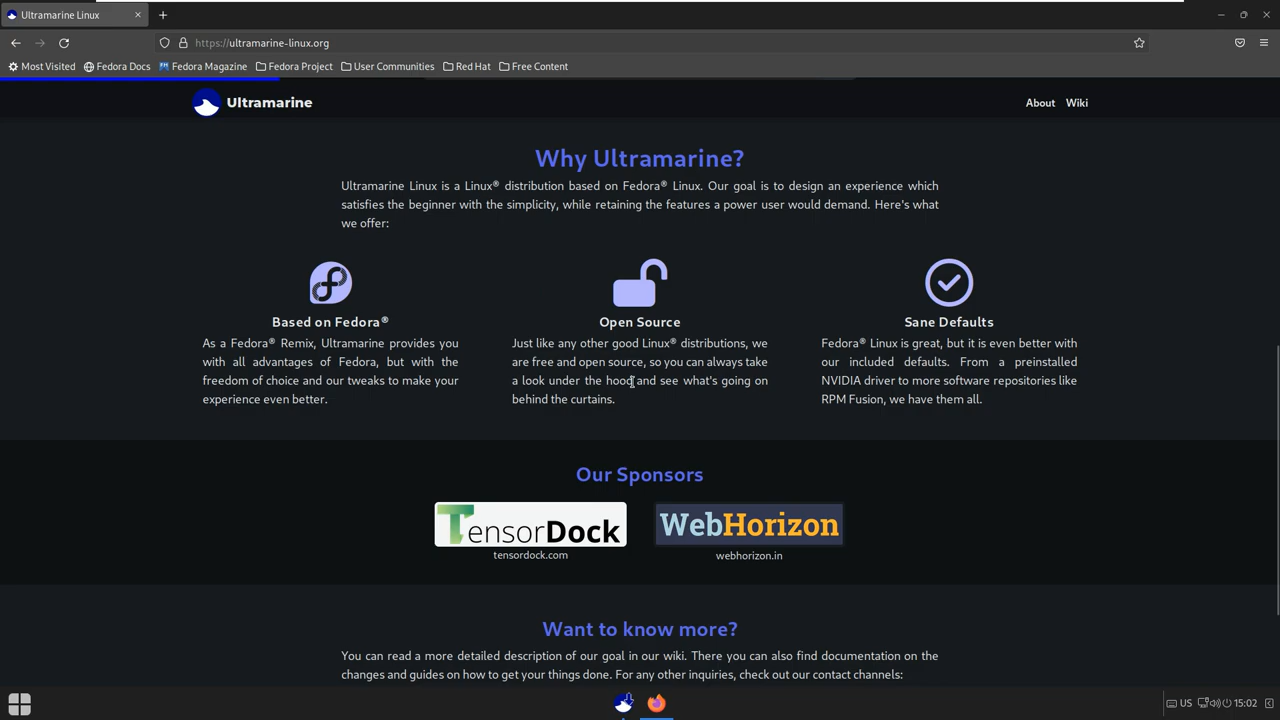 Ultramarine Linux
https://ultramarine-linux.org
Most Visited
Fedora Docs
Fedora Magazine
Fedora Project
User Communities
Red Hat
Free Content
Ultramarine
About
Wiki
Why Ultramarine?
Ultramarine Linux is a Linux® distribution based on Fedora® Linux. Our goal is to design an experience which
satisfies the beginner with the simplicity, while retaining the features a power user would demand. Here's what
we offer:
Based on Fedora®
As a Fedora® Remix, Ultramarine provides you
with all advantages of Fedora, but with the
freedom of choice and our tweaks to make your
experience even better.
Open Source
Just like any other good Linux® distributions, we
are free and open source, so you can always take
a look under the hood and see what's going on
behind the curtains.
Sane Defaults
Fedora® Linux is great, but it is even better with
our included defaults. From a preinstalled
NVIDIA driver to more software repositories like
RPM Fusion, we have them all.
Our Sponsors
TensorDock
tensordock.com
WebHorizon
webhorizon.in
Want to know more?
You can read a more detailed description of our goal in our wiki. There you can also find documentation on the
changes and guides on how to get your things done. For any other inquiries, check out our contact channels:
US
15:02